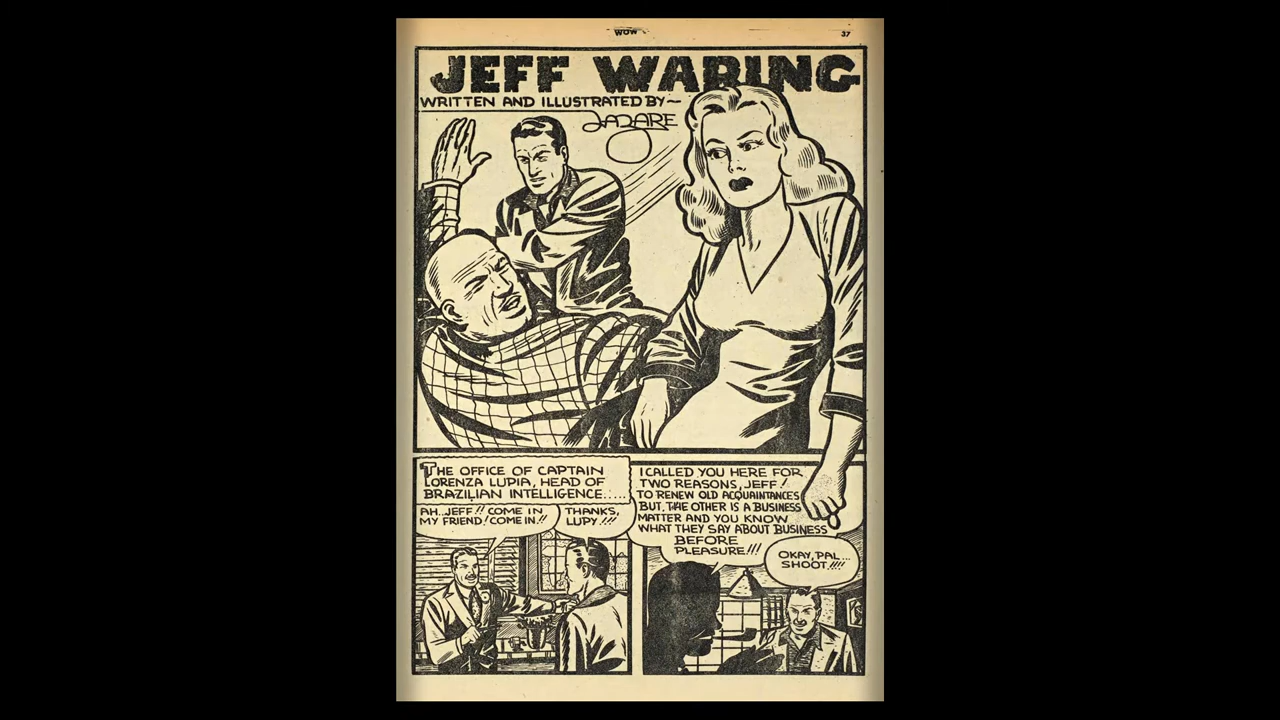 WOW
37
JEFF WARING
WRITTEN AND ILLUSTRATED BY~
LAZARE
THE OFFICE OF CAPTAIN
LORENZA LUPIA, HEAD OF
BRAZILIAN INTELLIGENCE.....
AH...JEFF!! COME IN
MY FRIEND! COME IN.!!
THANKS,
LUPY.!!!
I CALLED YOU HERE FOR
TWO REASONS, JEFF!
TO RENEW OLD ACQUAINTANCES
BUT, THE OTHER IS A BUSINESS
MATTER AND YOU KNOW
WHAT THEY SAY ABOUT BUSINESS
BEFORE
PLEASURE!!!
OKAY, PAL...
SHOOT.!!!!